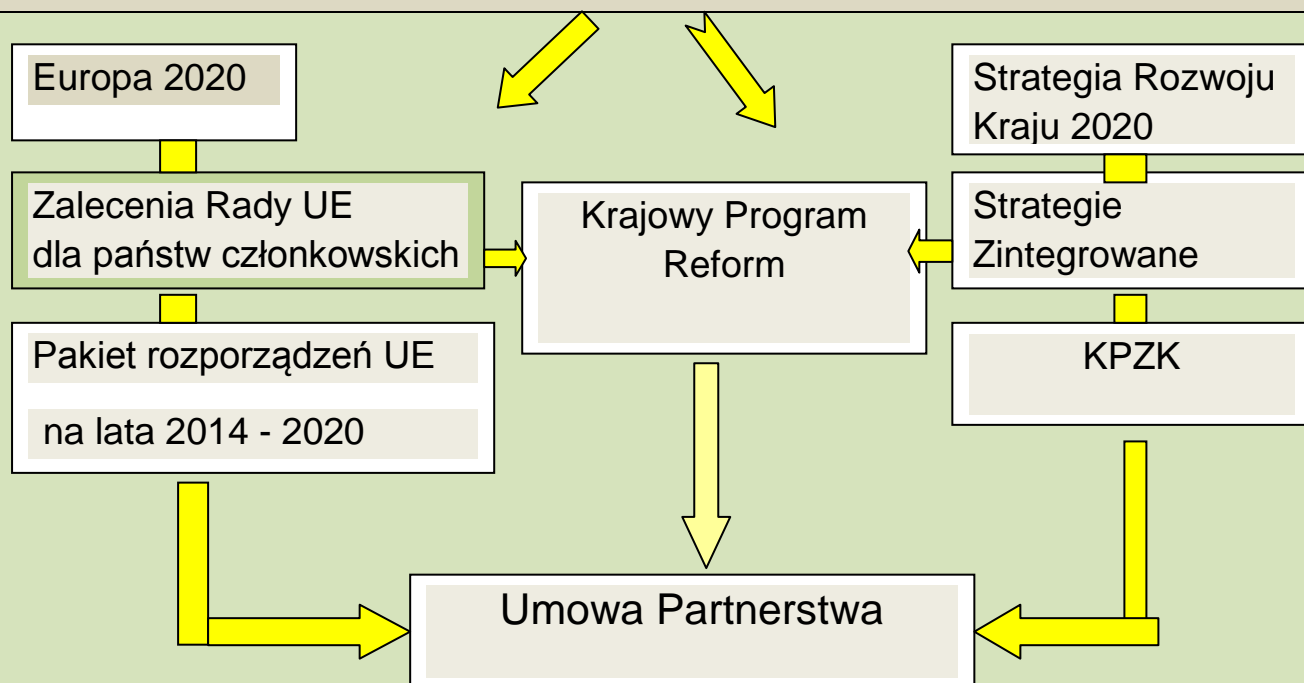 Europa 2020
Zalecenia Rady UE
dla państw członkowskich
Pakiet rozporządzeń UE
na lata 2014 - 2020
Krajowy Program
Reform
Strategia Rozwoju
Kraju 2020
Strategie
Zintegrowane
KPZK
Umowa Partnerstwa